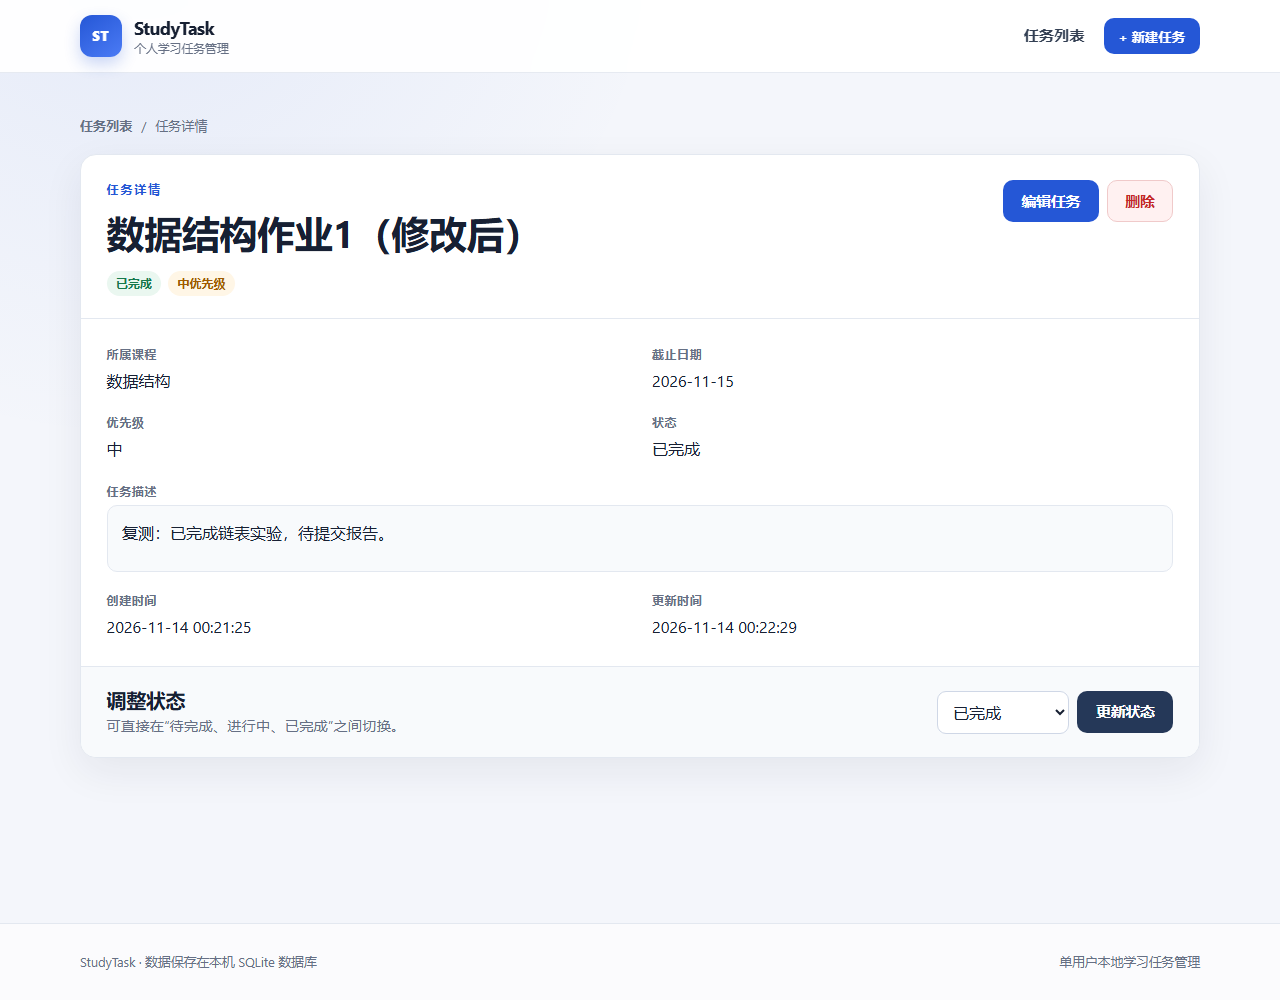 ST
StudyTask
个人学习任务管理
任务列表
+ 新建任务
任务列表 / 任务详情
任务详情
编辑任务
删除
数据结构作业1（修改后）
已完成
中优先级
所属课程
截止日期
数据结构
2026-11-15
优先级
状态
中
已完成
任务描述
复测：已完成链表实验，待提交报告。
创建时间
更新时间
2026-11-14 00:21:25
2026-11-14 00:22:29
调整状态
可直接在“待完成、进行中、已完成”之间切换。
已完成
更新状态
StudyTask · 数据保存在本机 SQLite 数据库
单用户本地学习任务管理